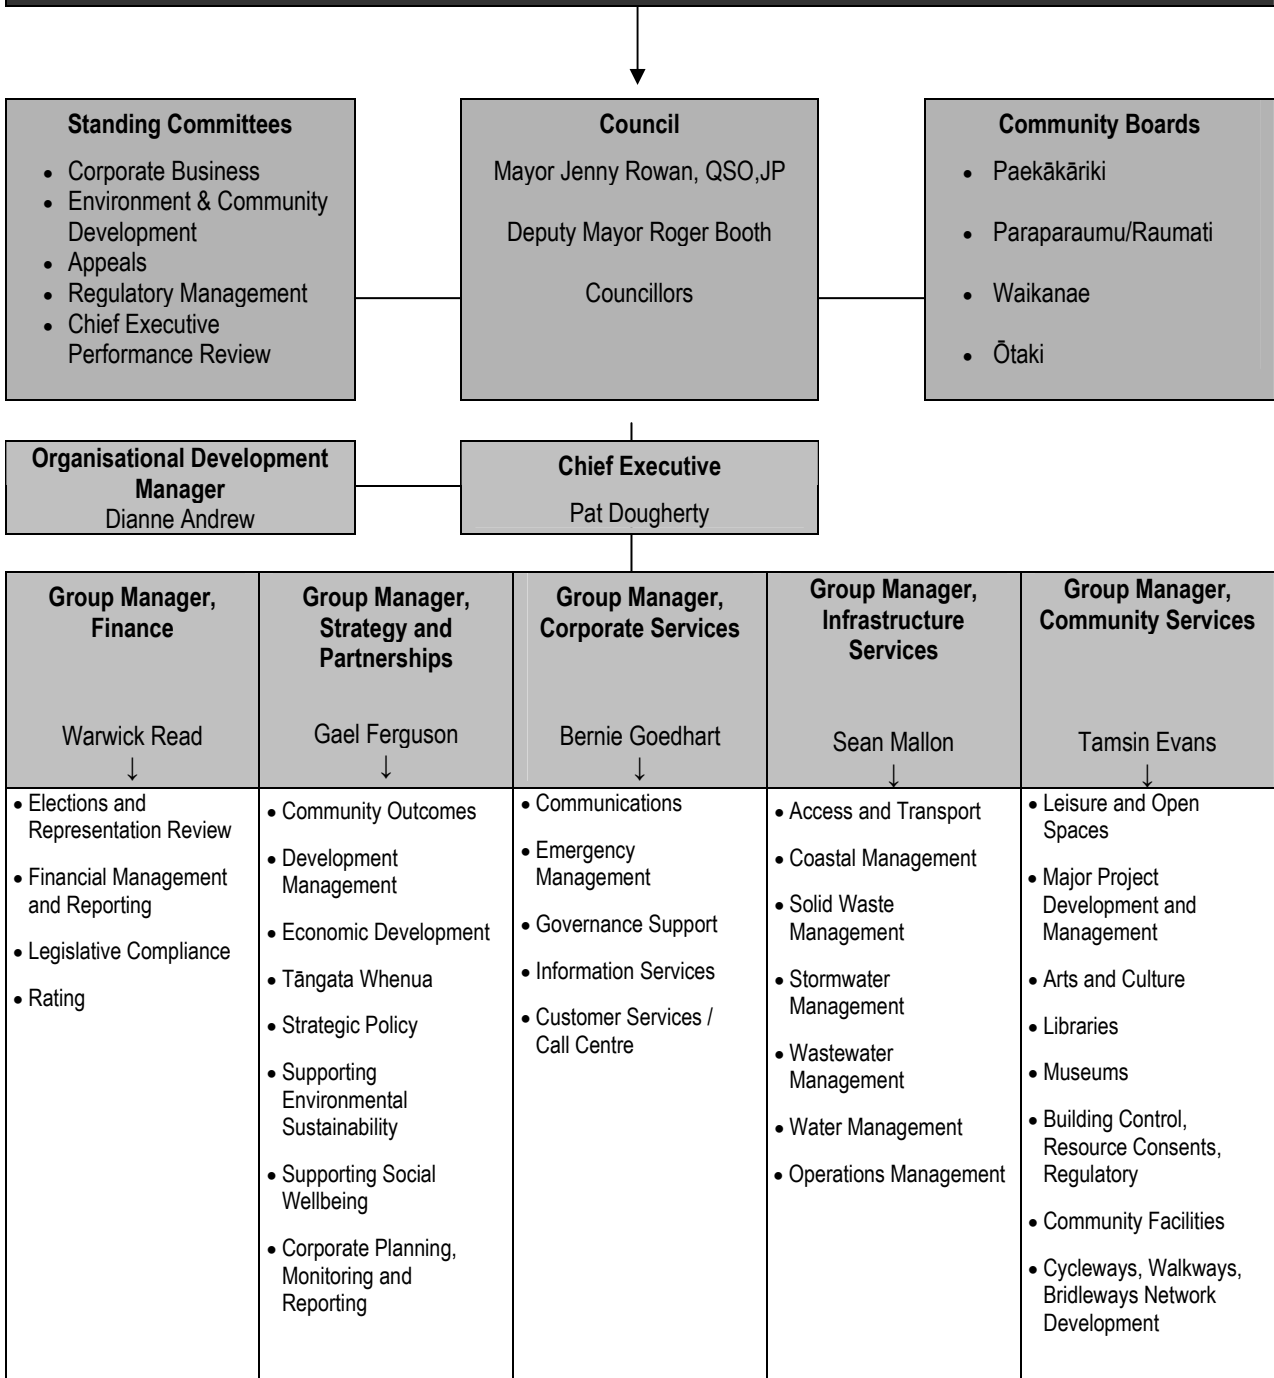 Standing Committees
• Corporate Business
• Environment & Community
Development
• Appeals
• Regulatory Management
• Chief Executive
Performance Review
Council
Mayor Jenny Rowan, QSO,JP
Deputy Mayor Roger Booth
Councillors
Community Boards
• Paekākāriki
• Paraparaumu/Raumati
• Waikanae
• Ōtaki
Organisational Development
Manager
Dianne Andrew
Chief Executive
Pat Dougherty
Group Manager,
Finance
Warwick Read
↓
• Elections and
Representation Review
• Financial Management
and Reporting
• Legislative Compliance
• Rating
Group Manager,
Strategy and
Partnerships
Gael Ferguson
↓
• Community Outcomes
• Development
Management
• Economic Development
• Tāngata Whenua
• Strategic Policy
• Supporting
Environmental
Sustainability
• Supporting Social
Wellbeing
• Corporate Planning,
Monitoring and
Reporting
Group Manager,
Corporate Services
Bernie Goedhart
↓
• Communications
• Emergency
Management
• Governance Support
• Information Services
• Customer Services /
Call Centre
Group Manager,
Infrastructure
Services
Sean Mallon
↓
• Access and Transport
• Coastal Management
• Solid Waste
Management
• Stormwater
Management
• Wastewater
Management
• Water Management
• Operations Management
Group Manager,
Community Services
Tamsin Evans
↓
• Leisure and Open
Spaces
• Major Project
Development and
Management
• Arts and Culture
• Libraries
• Museums
• Building Control,
Resource Consents,
Regulatory
• Community Facilities
• Cycleways, Walkways,
Bridleways Network
Development